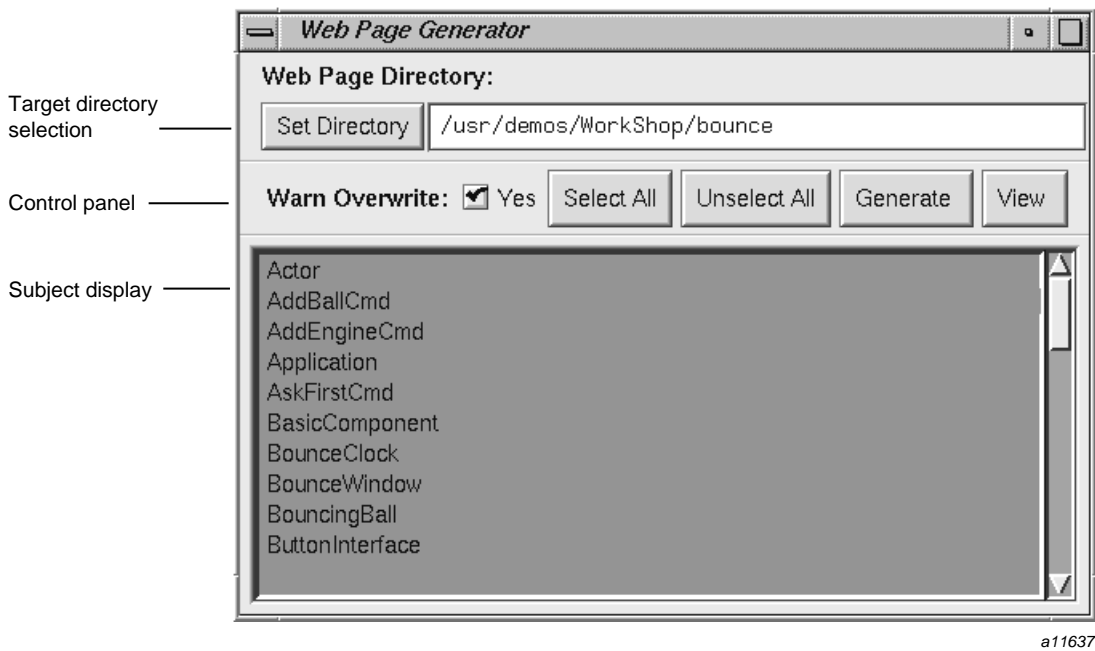 Web Page Generator
Web Page Directory:
Target directory
selection
Set Directory /usr/demos/WorkShop/bounce
Control panel
Warn Overwrite: Yes Select All Unselect All Generate View
Subject display
Actor
AddBallCmd
AddEngineCmd
Application
AskFirstCmd
BasicComponent
BounceClock
BounceWindow
BouncingBall
ButtonInterface
a11637